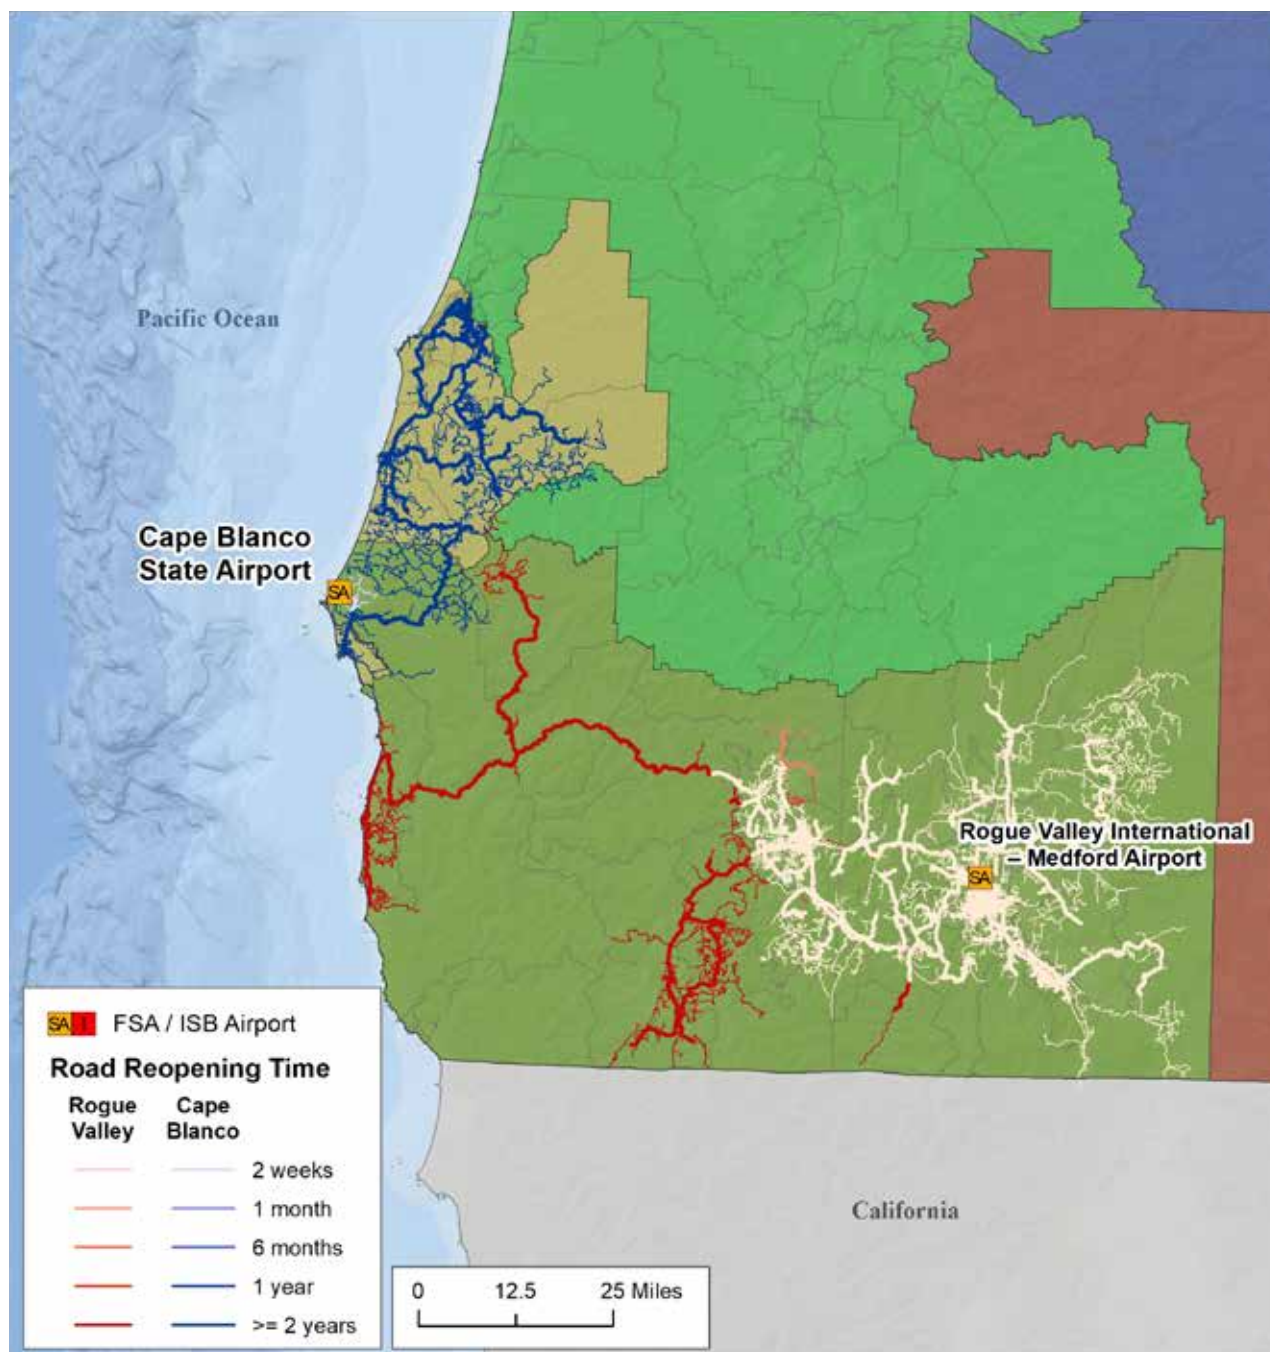 Pacific Ocean
Cape Blanco
State Airport
SA
Rogue Valley International
– Medford Airport
SA
SA I FSA / ISB Airport
Road Reopening Time
Rogue Valley
Cape Blanco
2 weeks
1 month
6 months
1 year
>= 2 years
0 12.5 25 Miles
California